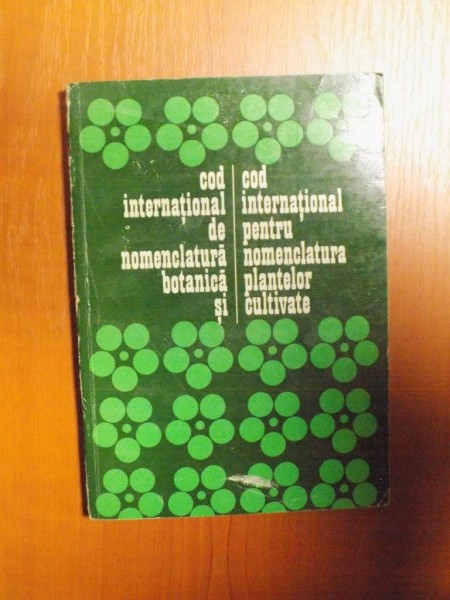 cod
internațional
de
nomenclatură
botanică
și
cod
internațional
pentru
nomenclatura
plantelor
cultivate